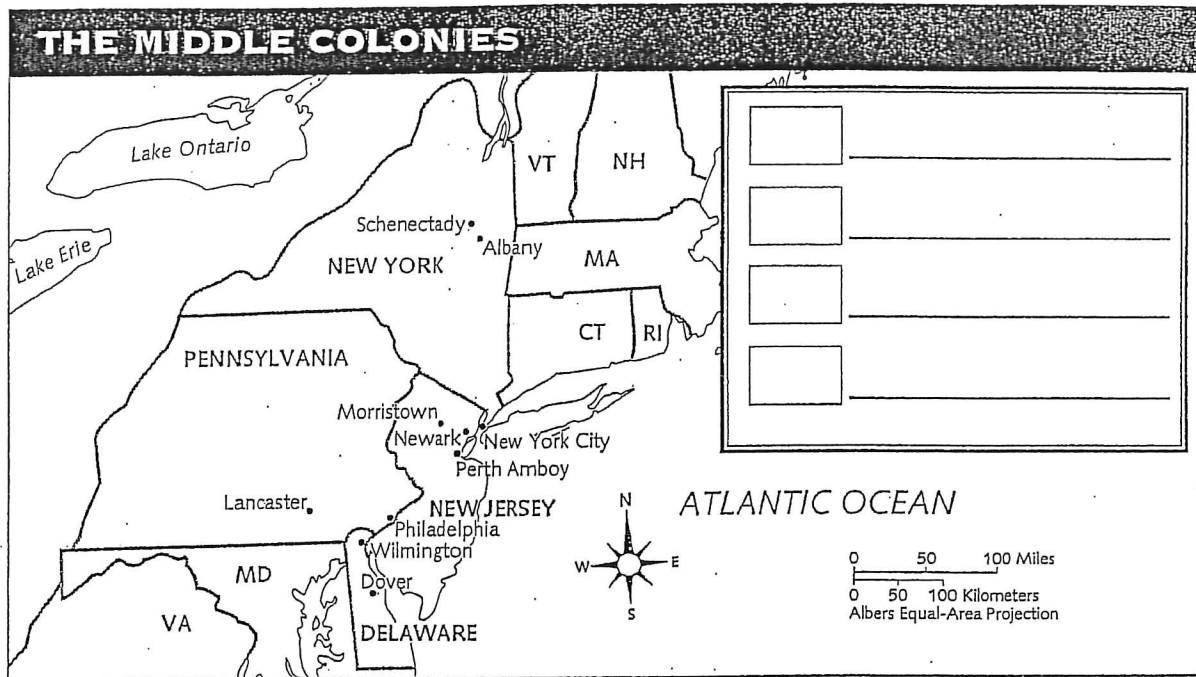 THE MIDDLE COLONIES
Lake Ontario
VT
NH
Schenectady
Albany
Lake Erie
NEW YORK
MA
CT
RI
PENNSYLVANIA
Morristown
Newark
New York City
Perth Amboy
Lancaster
NEW JERSEY
Philadelphia
Wilmington
MD
Dover
VA
DELAWARE
N
ATLANTIC OCEAN
W
E
S
0 50 100 Miles
0 50 100 Kilometers
Albers Equal-Area Projection